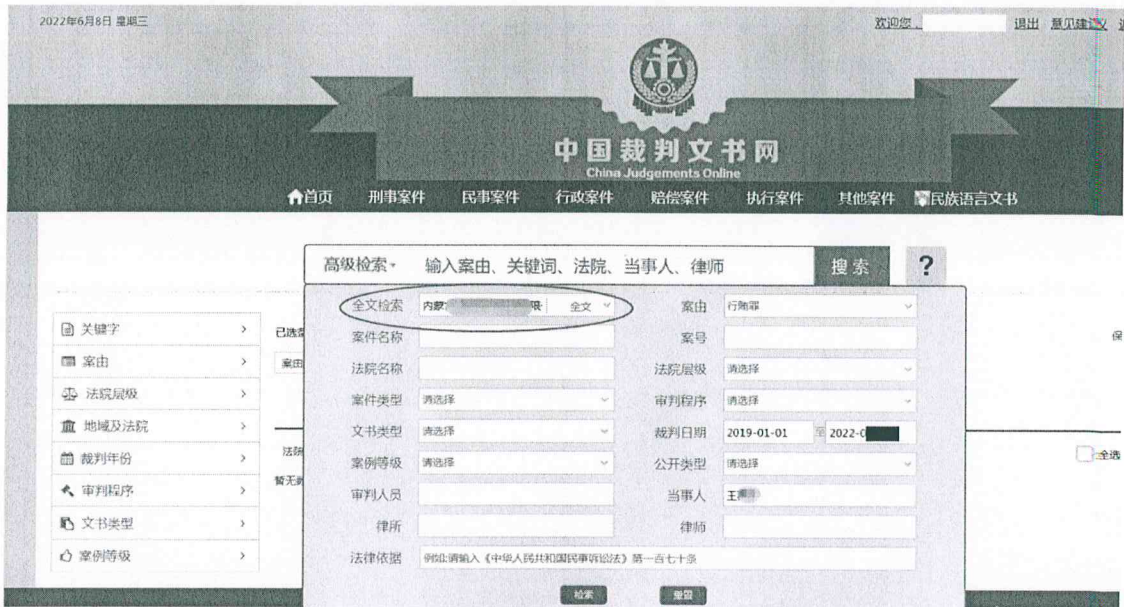 2022年6月8日 星期三
欢迎您，
退出 意见建议
中国裁判文书网
China Judgements Online
首页 刑事案件 民事案件 行政案件 赔偿案件 执行案件 其他案件 民族语言文书
高级检索 输入案由、关键词、法院、当事人、律师 搜索 ?
全文检索 内蒙 限 全文 案由 行贿罪
关键字 已选 案件名称 案号 保
案由 案由 法院名称 法院层级 请选择
法院层级 案件类型 请选择 审判程序 请选择
地域及法院 文书类型 请选择 裁判日期 2019-01-01 至 2022-0
裁判年份 法院 案例等级 请选择 公开类型 请选择 全选
审判程序 暂无 审判人员 当事人 王
文书类型 律所 律师
案例等级 法律依据 例如:请输入《中华人民共和国民事诉讼法》第一百七十条
检索 重置